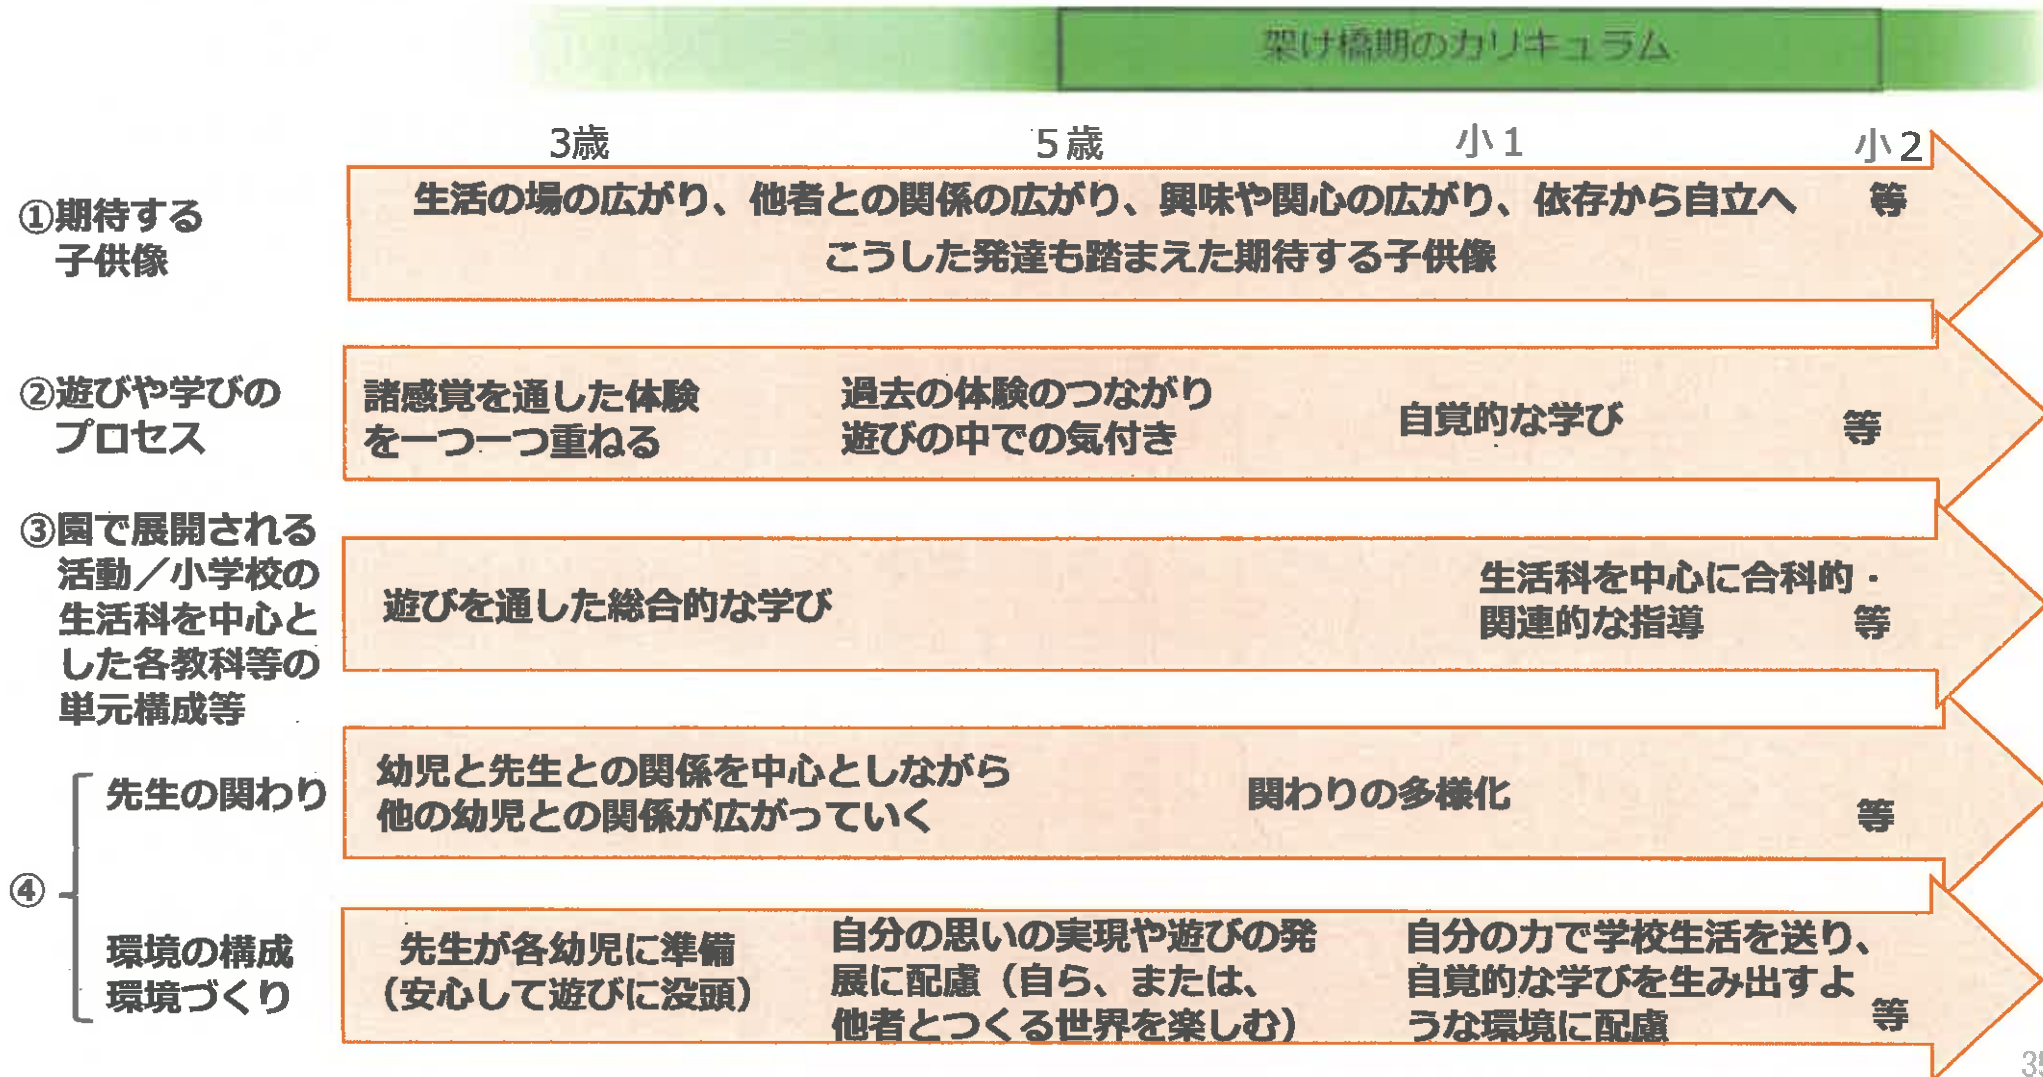 架け橋期のカリキュラム
3歳 5歳 小1 小2
①期待する
子供像
生活の場の広がり、他者との関係の広がり、興味や関心の広がり、依存から自立へ 等
こうした発達も踏まえた期待する子供像
②遊びや学びの
プロセス
諸感覚を通した体験
を一つ一つ重ねる
過去の体験のつながり
遊びの中での気付き
自覚的な学び
等
③園で展開される
活動／小学校の
生活科を中心と
した各教科等の
単元構成等
遊びを通した総合的な学び
生活科を中心に合科的・
関連的な指導 等
④
先生の関わり
幼児と先生との関係を中心としながら
他の幼児との関係が広がっていく
関わりの多様化
等
環境の構成
環境づくり
先生が各幼児に準備
（安心して遊びに没頭）
自分の思いの実現や遊びの発
展に配慮（自ら、または、
他者とつくる世界を楽しむ）
自分の力で学校生活を送り、
自覚的な学びを生み出すよ
うな環境に配慮
等